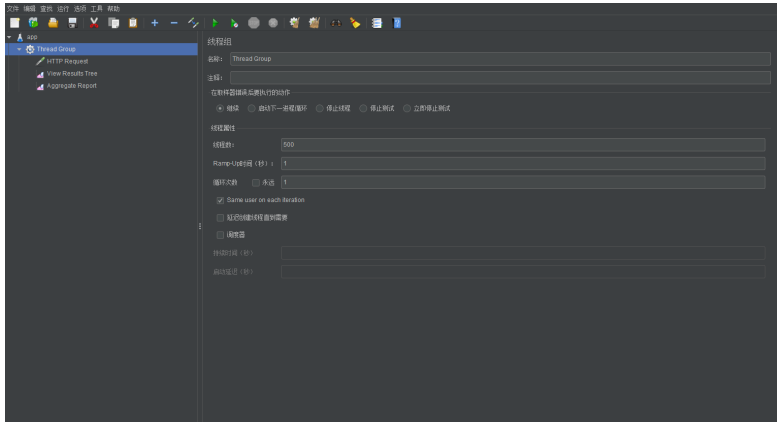 文件 编辑 查找 运行 选项 工具 帮助
app
Thread Group
HTTP Request
View Results Tree
Aggregate Report
线程组
名称： Thread Group
注释：
在取样器错误后要执行的动作
继续 启动下一进程循环 停止线程 停止测试 立即停止测试
线程属性
线程数： 500
Ramp-Up时间（秒）： 1
循环次数 永远 1
Same user on each iteration
延迟创建线程直到需要
调度器
持续时间（秒）
启动延迟（秒）